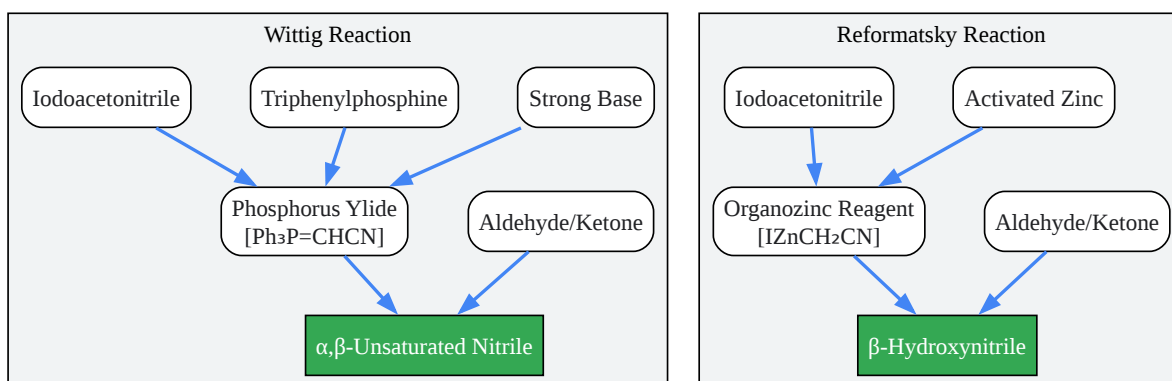 Wittig Reaction
Iodoacetonitrile
Triphenylphosphine
Strong Base
Phosphorus Ylide
[Ph₃P=CHCN]
Aldehyde/Ketone
α,β-Unsaturated Nitrile
Reformatsky Reaction
Iodoacetonitrile
Activated Zinc
Organozinc Reagent
[IZnCH₂CN]
Aldehyde/Ketone
β-Hydroxynitrile